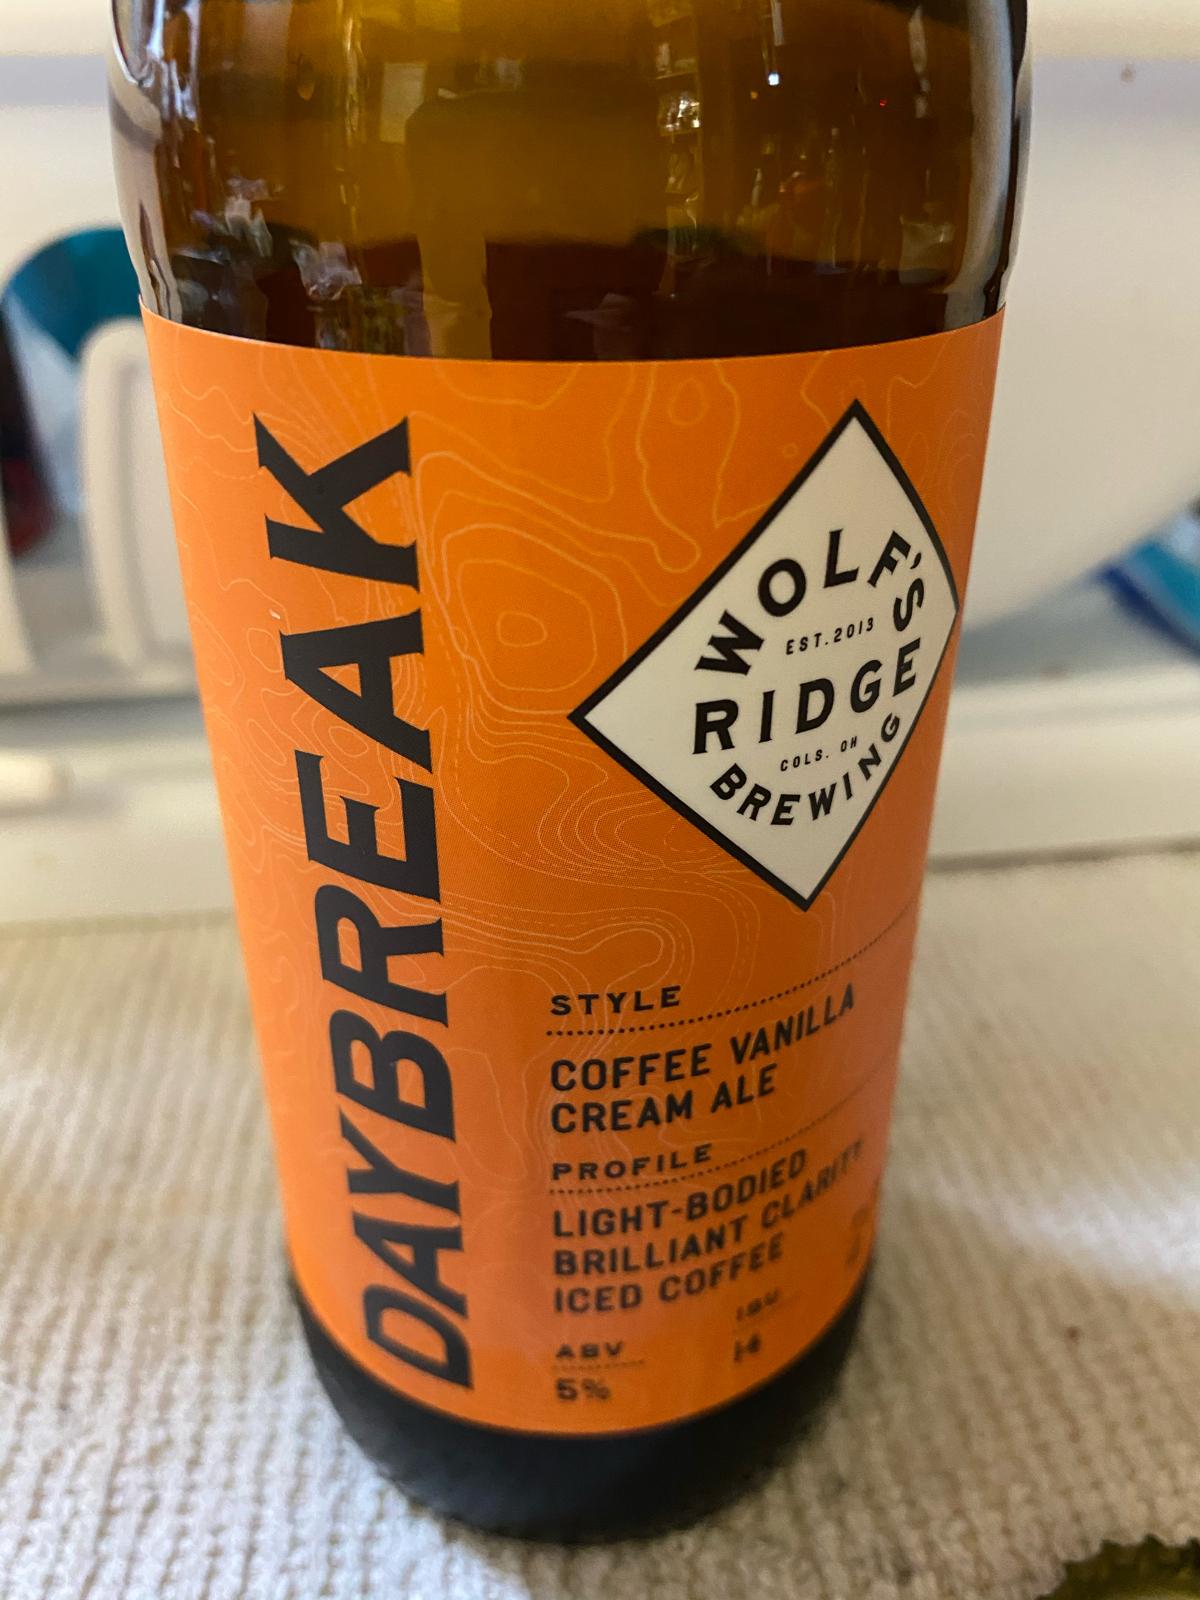 DAYBREAK
WOLF'S
EST. 2013
RIDGE
COLS. OH
BREWING
STYLE
COFFEE VANILLA
CREAM ALE
PROFILE
LIGHT-BODIED
BRILLIANT CLARITY
ICED COFFEE
ABV
5%
IBU
14